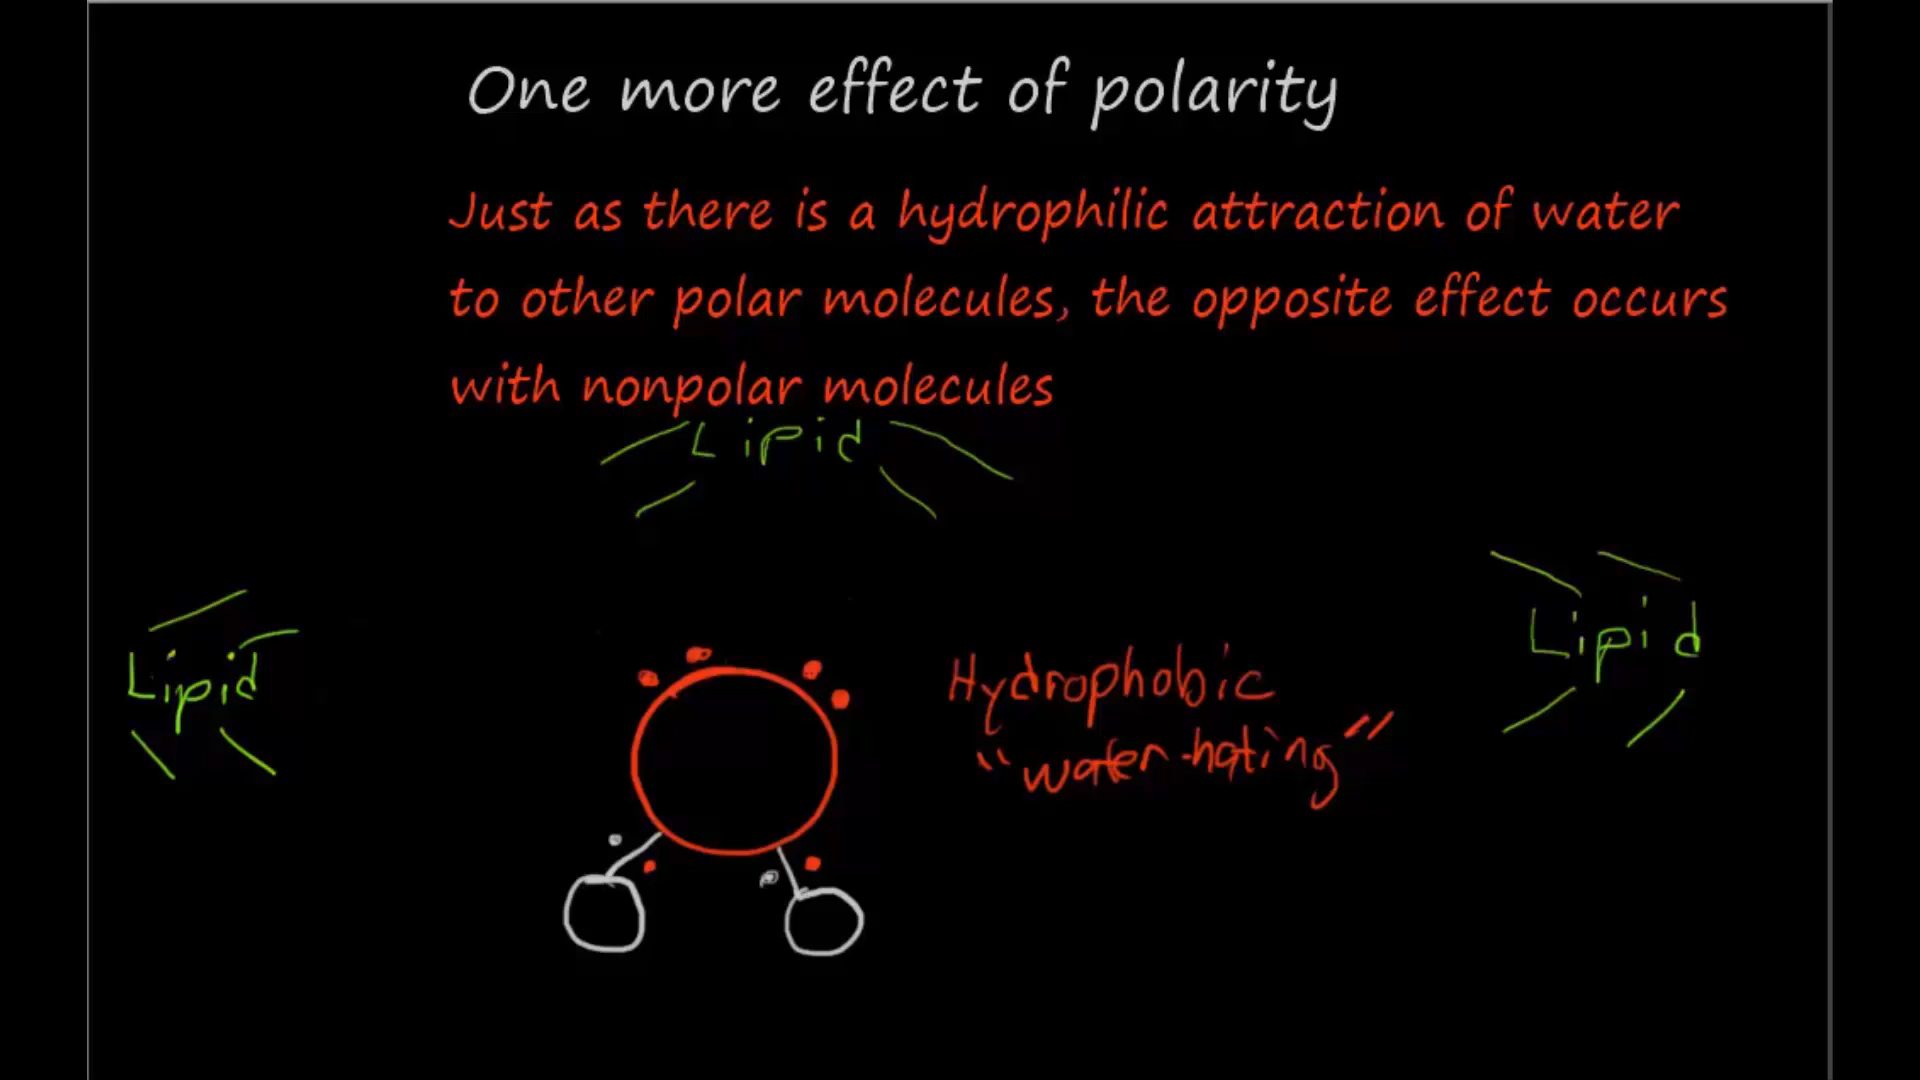 One more effect of polarity
Just as there is a hydrophilic attraction of water
to other polar molecules, the opposite effect occurs
with nonpolar molecules
Lipid
Lipid
Lipid
Hydrophobic
"water-hating"